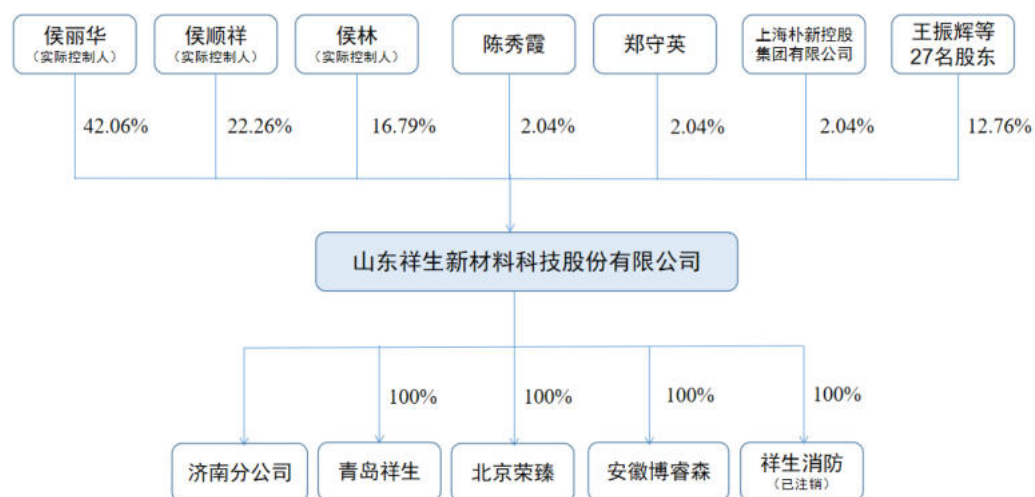 侯丽华
（实际控制人）
侯顺祥
（实际控制人）
侯林
（实际控制人）
陈秀霞
郑守英
上海朴新控股
集团有限公司
王振辉等
27名股东
42.06%
22.26%
16.79%
2.04%
2.04%
2.04%
12.76%
山东祥生新材料科技股份有限公司
100%
100%
100%
100%
济南分公司
青岛祥生
北京荣臻
安徽博睿森
祥生消防
（已注销）